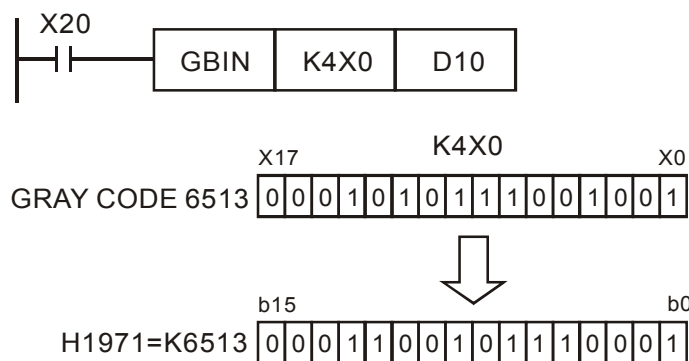 X20
GBIN K4X0 D10
K4X0
X17 X0
GRAY CODE 6513 0 0 0 1 0 1 0 1 1 1 0 0 1 0 0 1
b15 b0
H1971=K6513 0 0 0 1 1 0 0 1 0 1 1 1 0 0 0 1